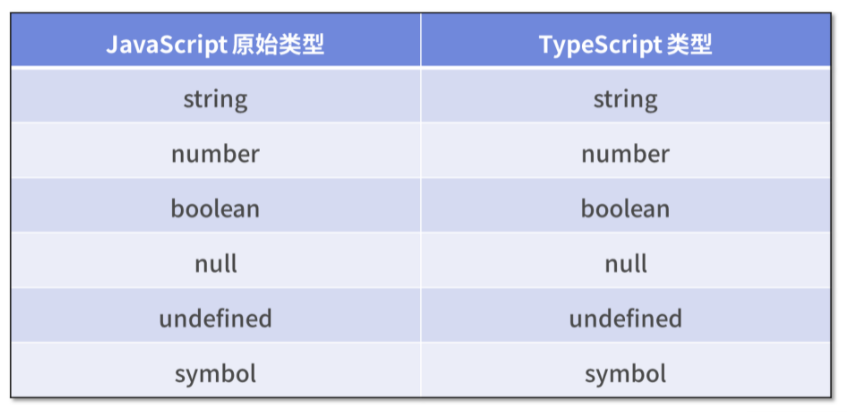 JavaScript 原始类型 TypeScript 类型
string string
number number
boolean boolean
null null
undefined undefined
symbol symbol